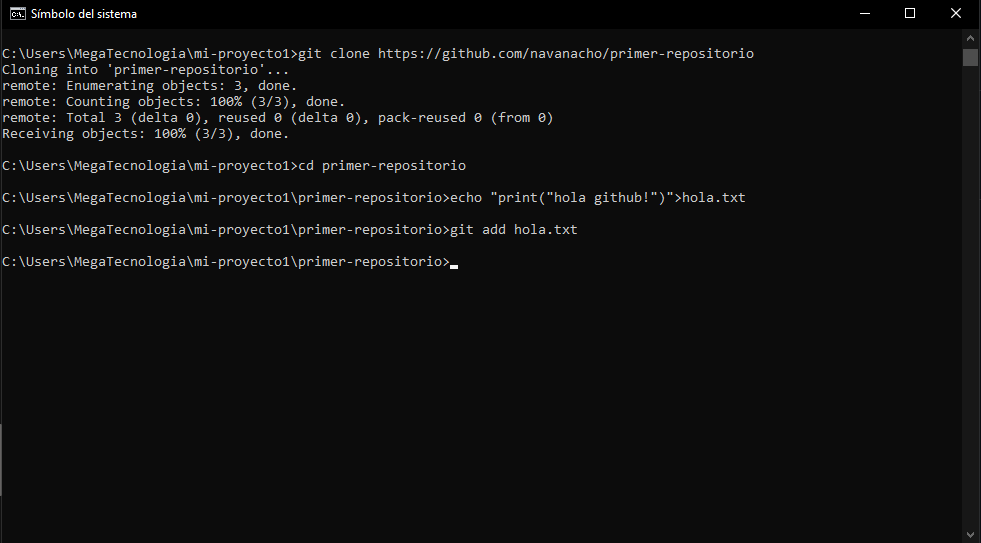 Símbolo del sistema
C:\Users\MegaTecnologia\mi-proyecto1>git clone https://github.com/navanacho/primer-repositorio
Cloning into 'primer-repositorio'...
remote: Enumerating objects: 3, done.
remote: Counting objects: 100% (3/3), done.
remote: Total 3 (delta 0), reused 0 (delta 0), pack-reused 0 (from 0)
Receiving objects: 100% (3/3), done.
C:\Users\MegaTecnologia\mi-proyecto1>cd primer-repositorio
C:\Users\MegaTecnologia\mi-proyecto1\primer-repositorio>echo "print("hola github!")">hola.txt
C:\Users\MegaTecnologia\mi-proyecto1\primer-repositorio>git add hola.txt
C:\Users\MegaTecnologia\mi-proyecto1\primer-repositorio>